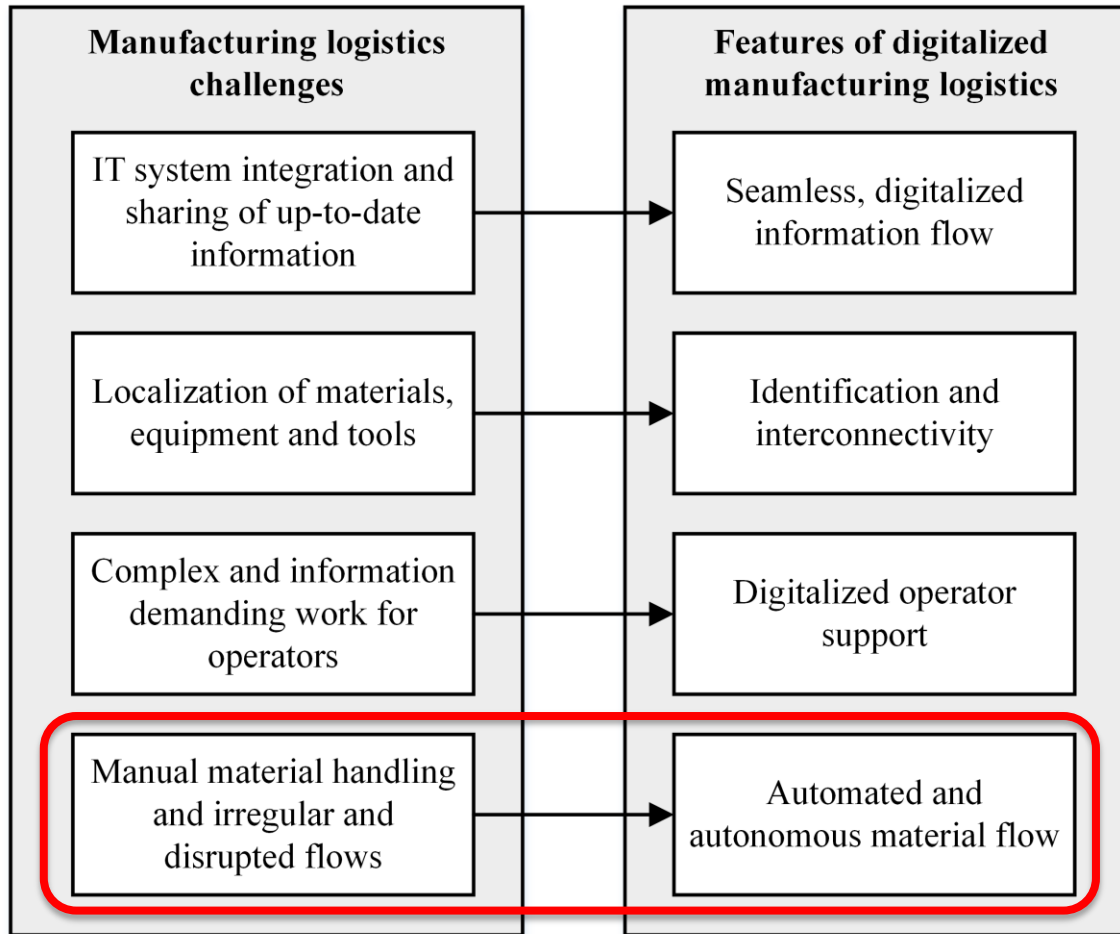 Manufacturing logistics
challenges
IT system integration and
sharing of up-to-date
information
Localization of materials,
equipment and tools
Complex and information
demanding work for
operators
Manual material handling
and irregular and
disrupted flows
Features of digitalized
manufacturing logistics
Seamless, digitalized
information flow
Identification and
interconnectivity
Digitalized operator
support
Automated and
autonomous material flow